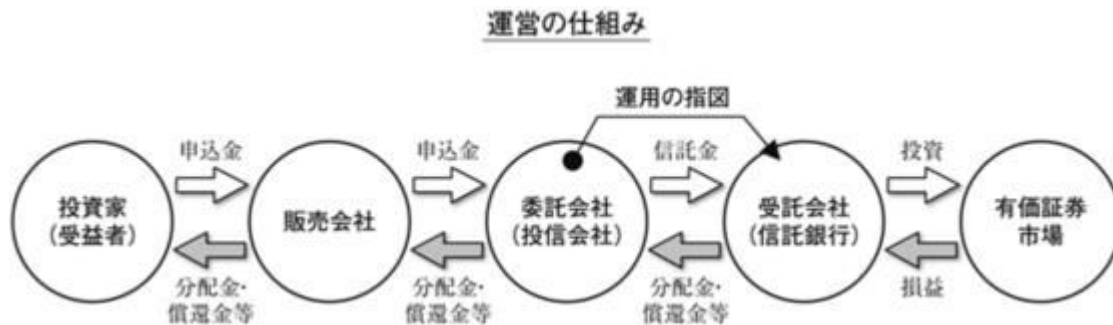 運営の仕組み
運用の指図
申込金
申込金
信託金
投資
投資家
(受益者)
販売会社
委託会社
(投信会社)
受託会社
(信託銀行)
有価証券
市場
分配金・
償還金等
分配金・
償還金等
分配金・
償還金等
損益